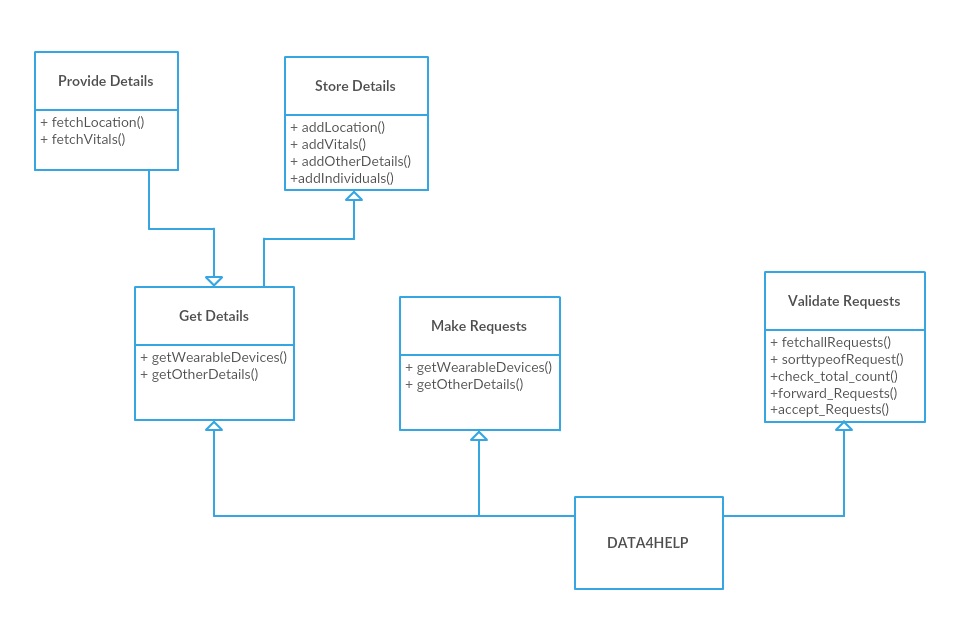 Provide Details
+ fetchLocation()
+ fetchVitals()
Store Details
+ addLocation()
+ addVitals()
+ addOtherDetails()
+addIndividuals()
Get Details
+ getWearableDevices()
+ getOtherDetails()
Make Requests
+ getWearableDevices()
+ getOtherDetails()
Validate Requests
+ fetchallRequests()
+ sorttypeofRequest()
+check_total_count()
+forward_Requests()
+accept_Requests()
DATA4HELP